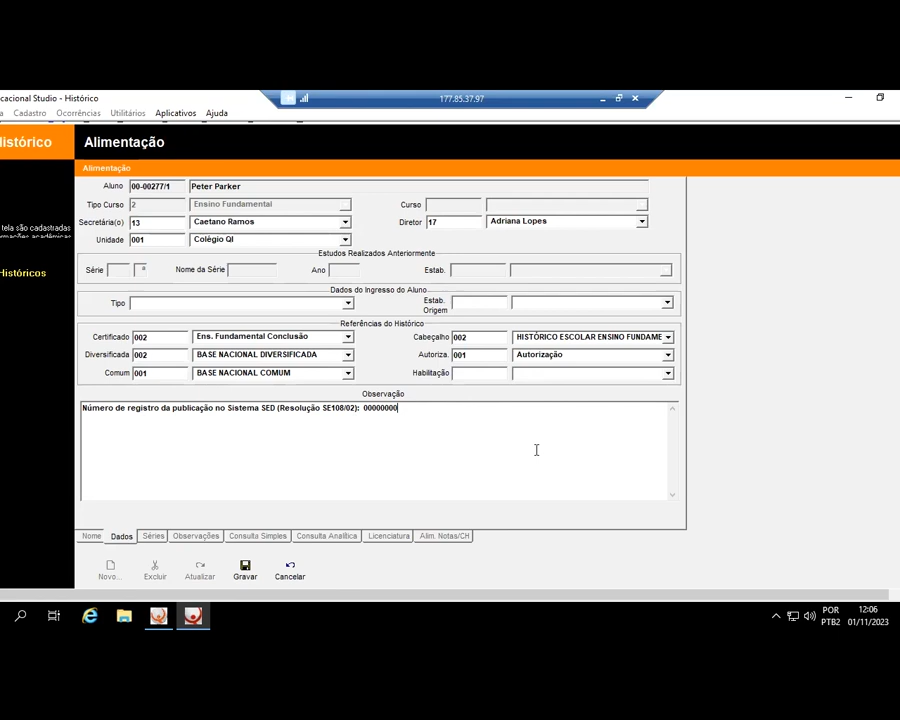 cacional Studio - Histórico
177.85.37.97
a Cadastro Ocorrências Utilitários Aplicativos Ajuda
istórico
Alimentação
Alimentação
Aluno 00-00277/1 Peter Parker
Tipo Curso 2 Ensino Fundamental Curso
Secretária(o) 13 Caetano Ramos Diretor 17 Adriana Lopes
tela são cadastradas
rmações acadêmicas
Unidade 001 Colégio QI
Estudos Realizados Anteriormente
Históricos
Série ª Nome da Série Ano Estab.
Dados do Ingresso do Aluno
Tipo Estab. Origem
Referências do Histórico
Certificado 002 Ens. Fundamental Conclusão Cabeçalho 002 HISTÓRICO ESCOLAR ENSINO FUNDAME
Diversificada 002 BASE NACIONAL DIVERSIFICADA Autoriza. 001 Autorização
Comum 001 BASE NACIONAL COMUM Habilitação
Observação
Número de registro da publicação no Sistema SED (Resolução SE108/02): 00000000
Nome Dados Séries Observações Consulta Simples Consulta Analítica Licenciatura Alim. Notas/CH
Novo... Excluir Atualizar Gravar Cancelar
POR 12:06
PTB2 01/11/2023